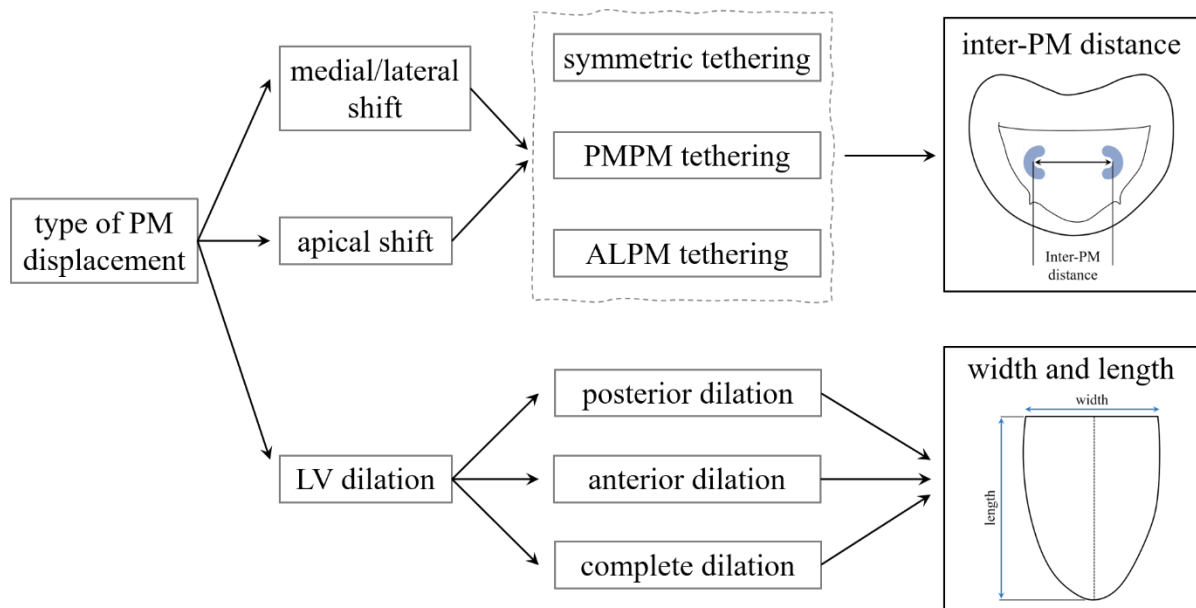 type of PM
displacement
medial/lateral
shift
apical shift
LV dilation
symmetric tethering
PMPM tethering
ALPM tethering
posterior dilation
anterior dilation
complete dilation
inter-PM distance
Inter-PM
distance
width and length
width
length